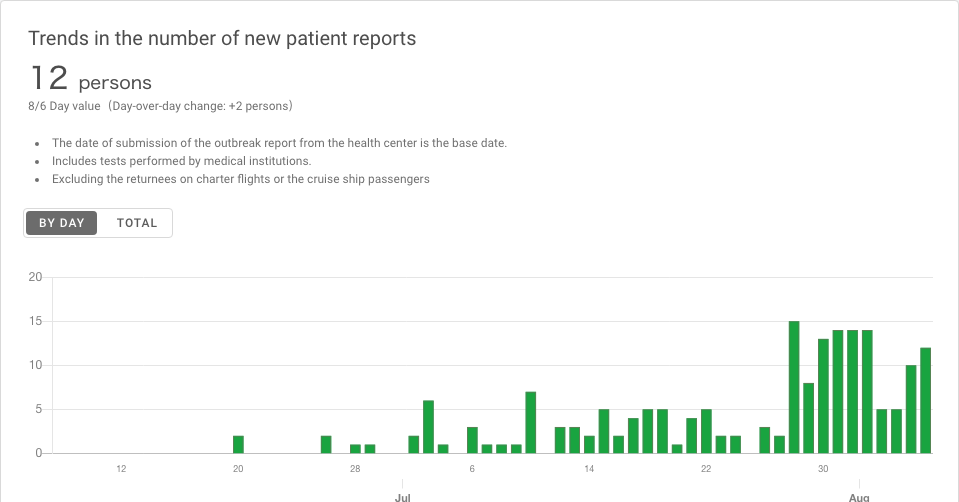 Trends in the number of new patient reports
12 persons
8/6 Day value（Day-over-day change: +2 persons）
The date of submission of the outbreak report from the health center is the base date.
Includes tests performed by medical institutions.
Excluding the returnees on charter flights or the cruise ship passengers
BY DAY TOTAL
20
15
10
5
0
12 20 28 6 14 22 30
Jul Aug